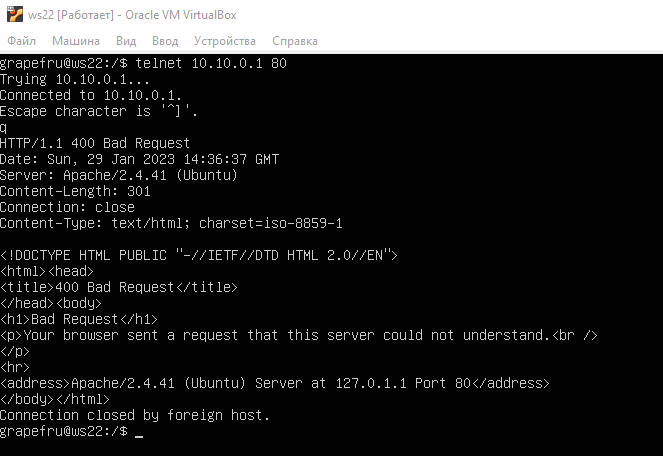 ws22 [Работает] - Oracle VM VirtualBox
Файл Машина Вид Ввод Устройства Справка
grapefru@ws22:/$ telnet 10.10.0.1 80
Trying 10.10.0.1...
Connected to 10.10.0.1.
Escape character is '^]'.
q
HTTP/1.1 400 Bad Request
Date: Sun, 29 Jan 2023 14:36:37 GMT
Server: Apache/2.4.41 (Ubuntu)
Content-Length: 301
Connection: close
Content-Type: text/html; charset=iso-8859-1
<!DOCTYPE HTML PUBLIC "-//IETF//DTD HTML 2.0//EN">
<html><head>
<title>400 Bad Request</title>
</head><body>
<h1>Bad Request</h1>
<p>Your browser sent a request that this server could not understand.<br />
</p>
<hr>
<address>Apache/2.4.41 (Ubuntu) Server at 127.0.1.1 Port 80</address>
</body></html>
Connection closed by foreign host.
grapefru@ws22:/$ _